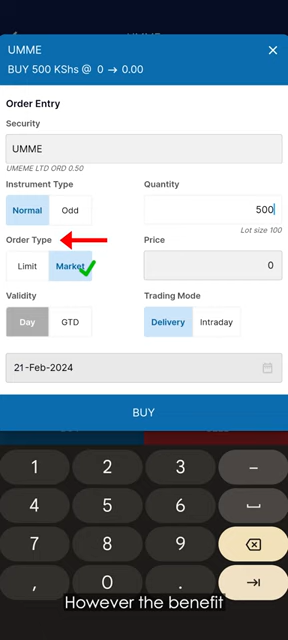 UMME
BUY 500 KShs @ 0 → 0.00
Order Entry
Security
UMME
UMEME LTD ORD 0.50
Instrument Type
Quantity
Normal
Odd
500
Lot size 100
Order Type
Price
Limit
Market
0
Validity
Trading Mode
Day
GTD
Delivery
Intraday
21-Feb-2024
BUY
1
2
3
−
4
5
6
7
8
9
,
0
.
However the benefit